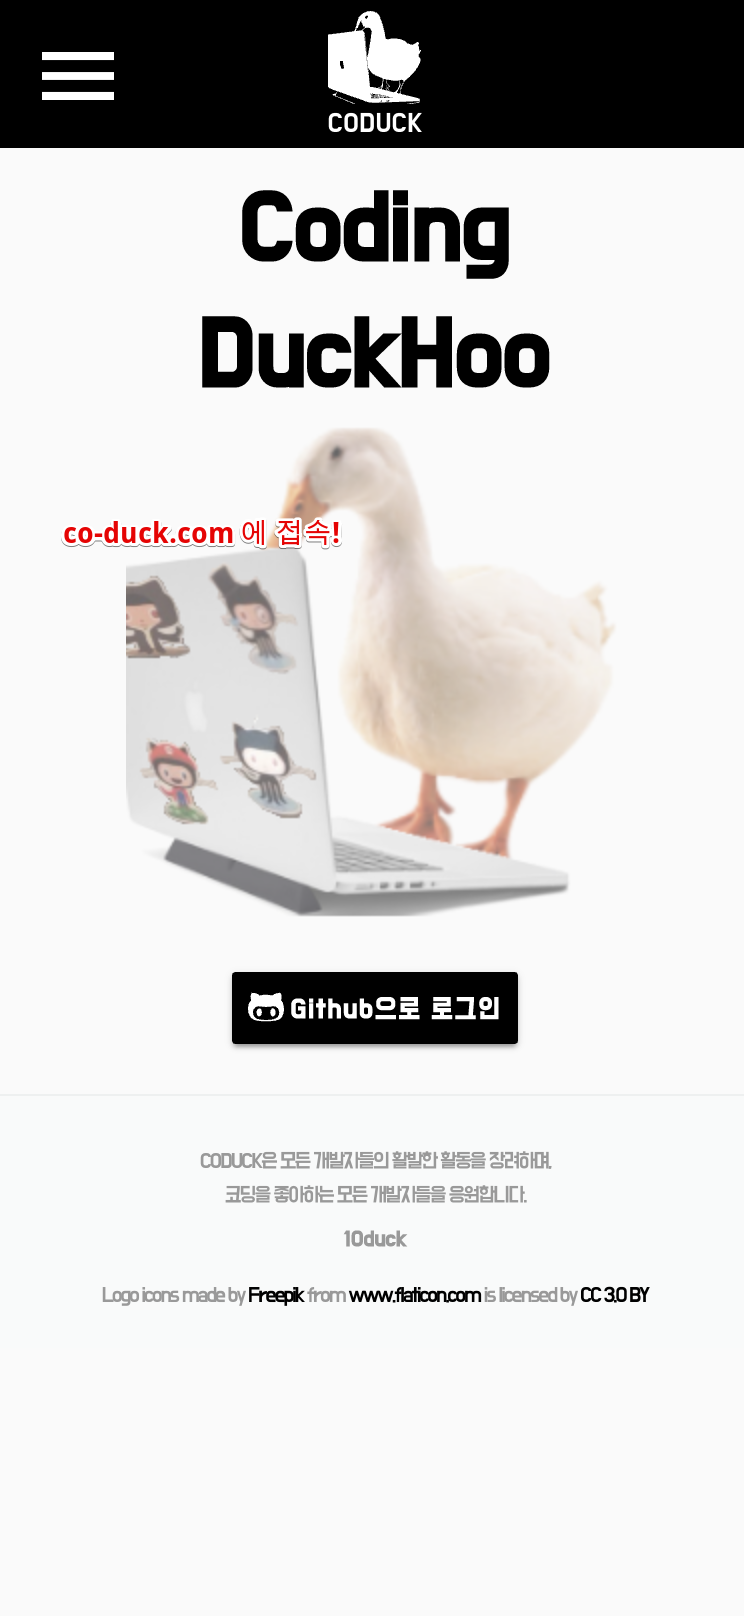 CODUCK
Coding
DuckHoo
co-duck.com 에 접속!
Github으로 로그인
CODUCK은 모든 개발자들의 활발한 활동을 장려하며,
코딩을 좋아하는 모든 개발자들을 응원합니다.
10duck
Logo icons made by Freepik from www.flaticon.com is licensed by CC 3.0 BY